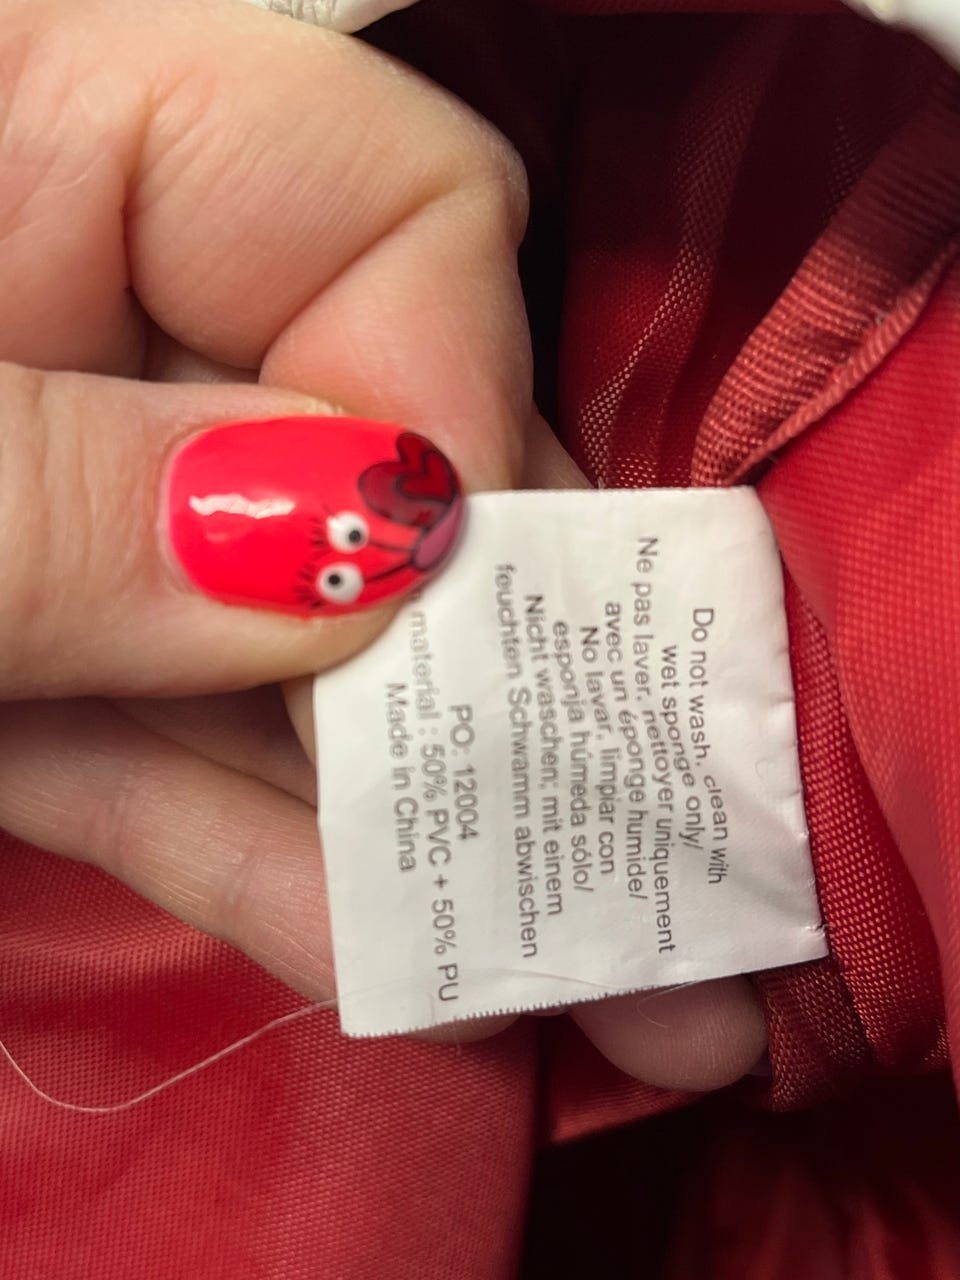 Do not wash, clean with
wet sponge only/
Ne pas laver, nettoyer uniquement
avec un éponge humide/
No lavar, limpiar con
esponja húmeda sólo/
Nicht waschen; mit einem
feuchten Schwamm abwischen
PO: 12004
material : 50% PVC + 50% PU
Made in China